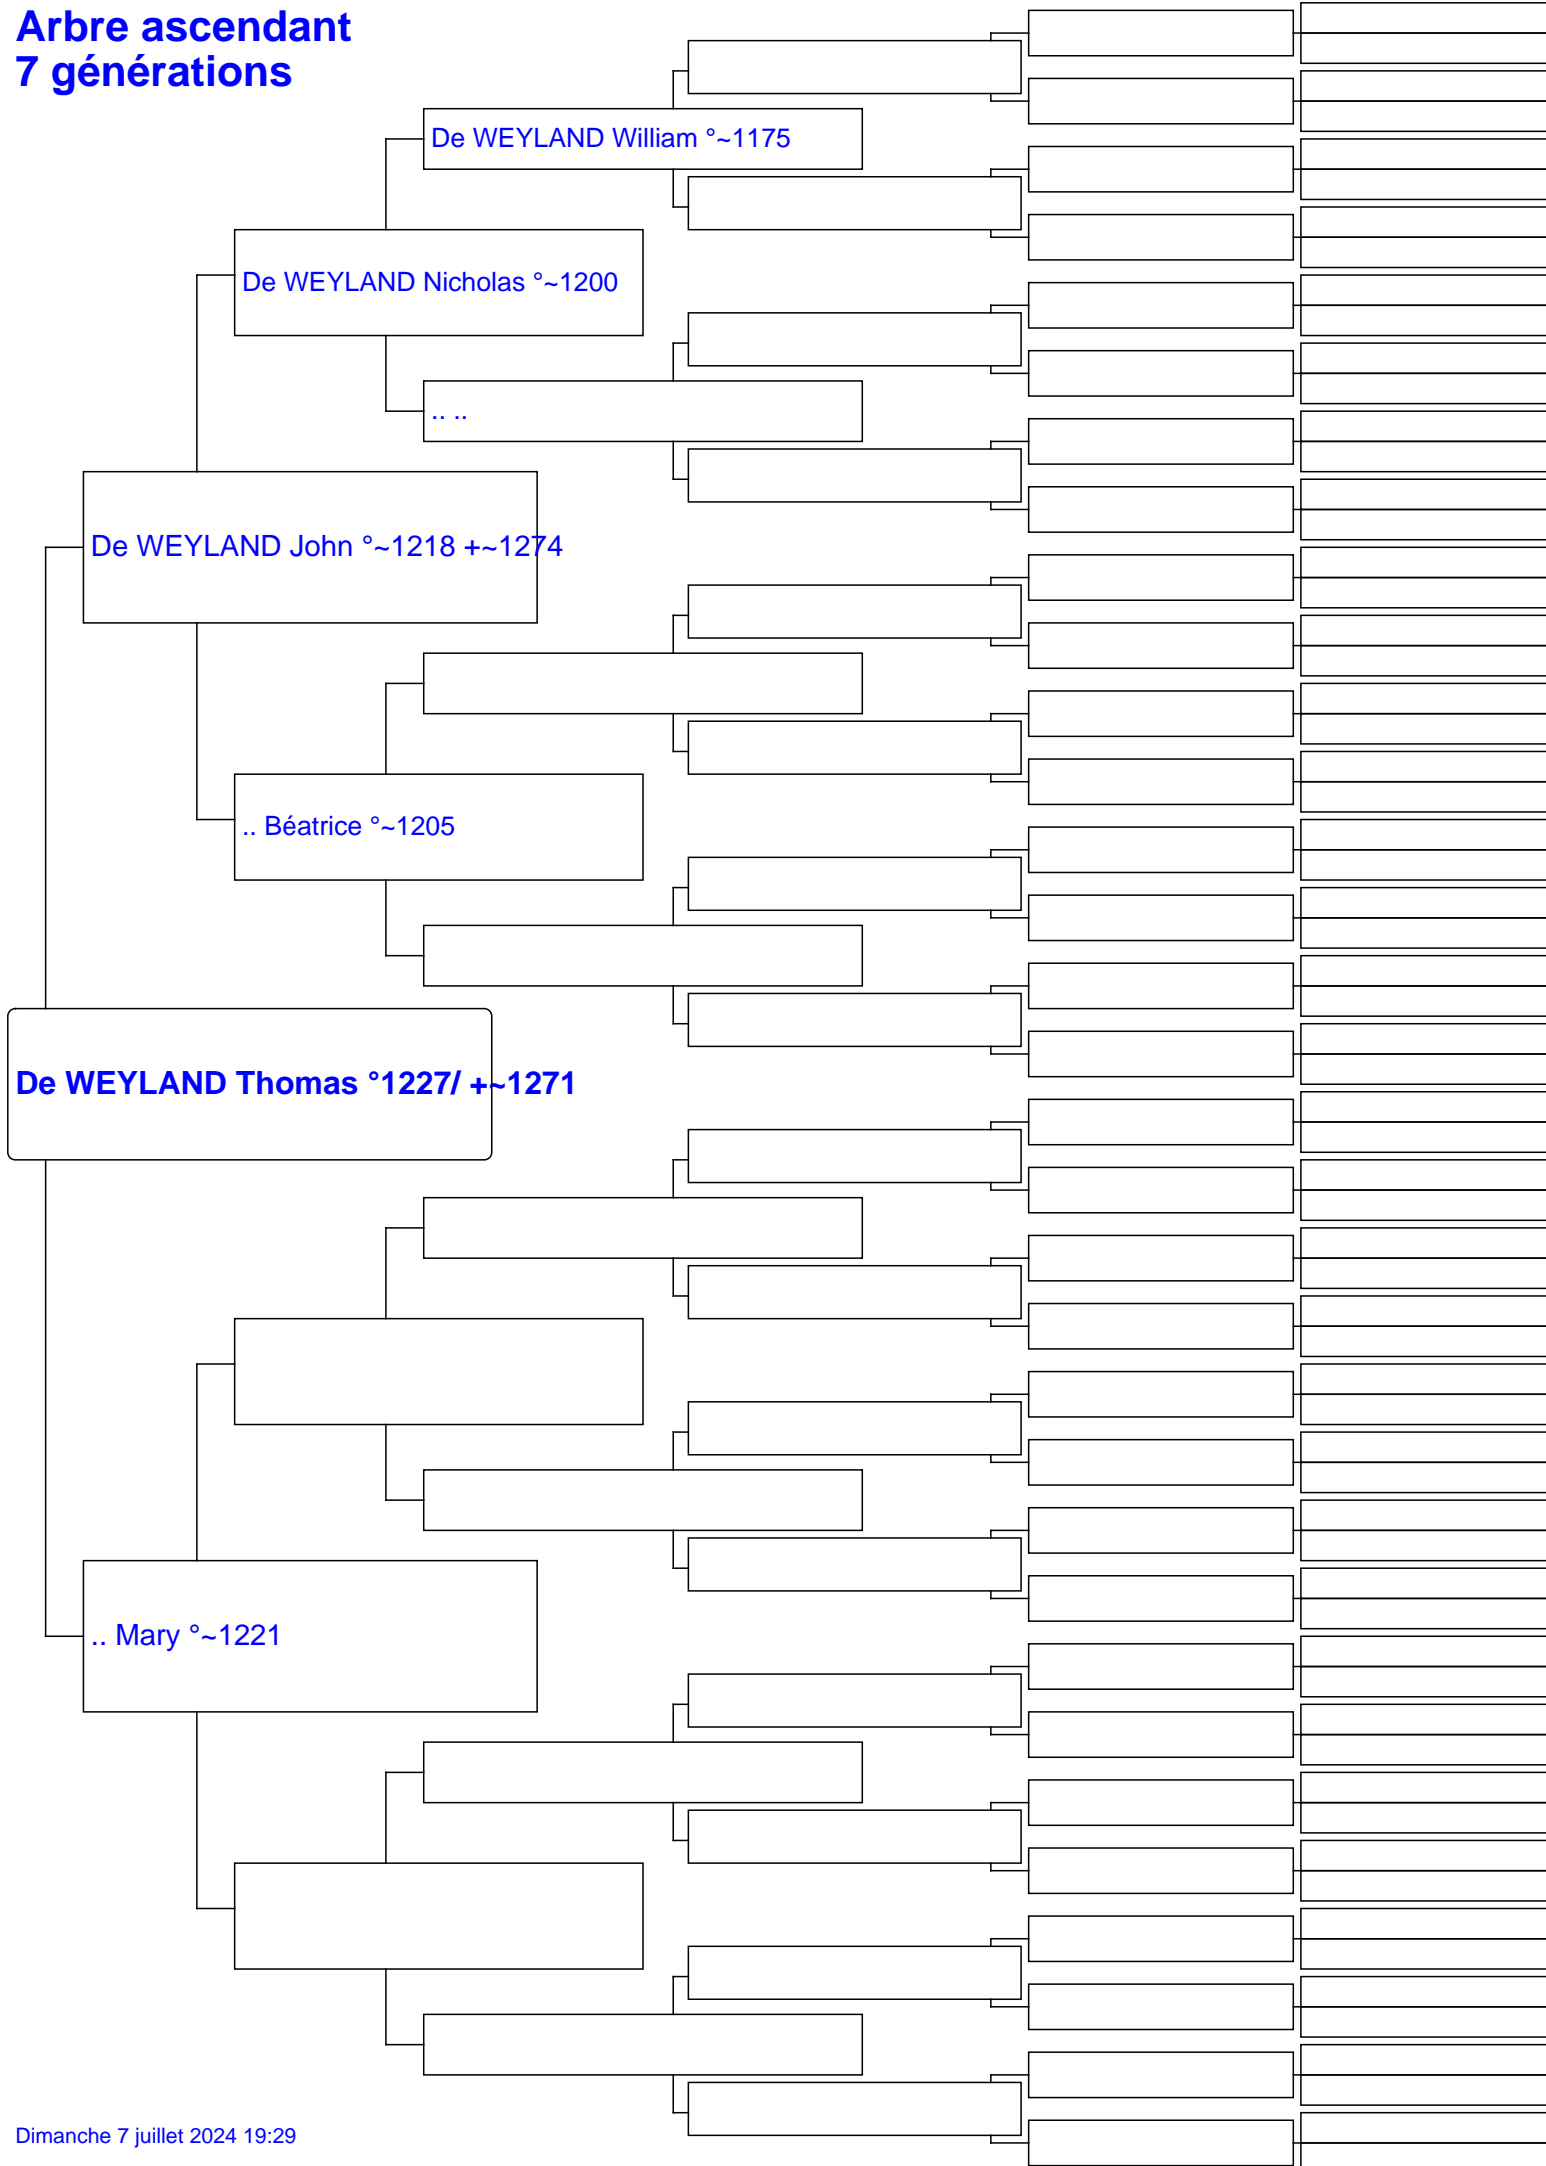 Arbre ascendant
7 générations
De WEYLAND William °~1175
De WEYLAND Nicholas °~1200
.. ..
De WEYLAND John °~1218 +~1274
.. Béatrice °~1205
De WEYLAND Thomas °1227/ +~1271
.. Mary °~1221
Dimanche 7 juillet 2024 19:29